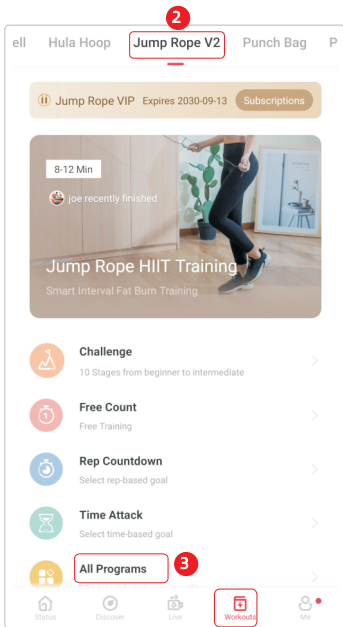 2
ell Hula Hoop Jump Rope V2 Punch Bag P
Jump Rope VIP Expires 2030-09-13 Subscriptions
8-12 Min
joe recently finished
Jump Rope HIIT Training
Smart Interval Fat Burn Training
Challenge
10 Stages from beginner to intermediate
Free Count
Free Training
Rep Countdown
Select rep-based goal
Time Attack
Select time-based goal
All Programs 3
Status Discover Live Workouts Me